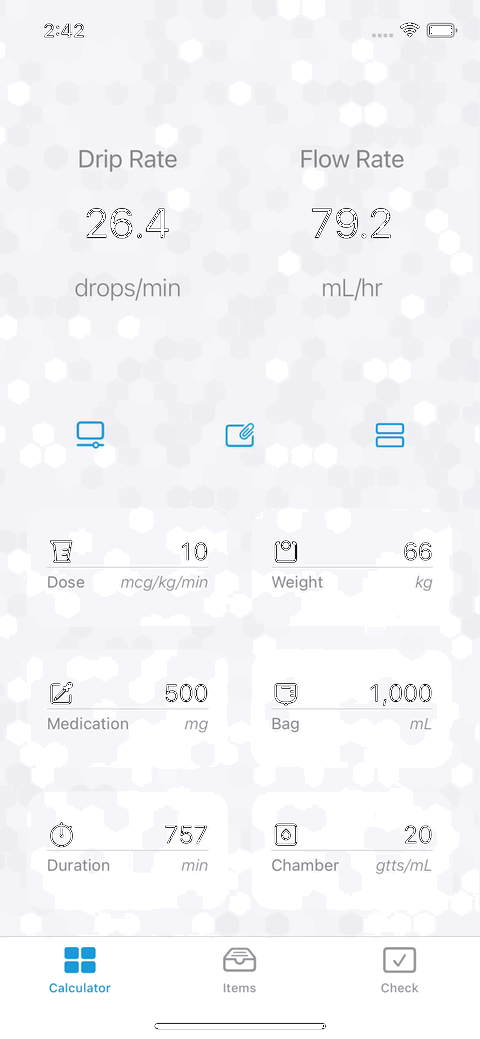 2:42
Drip Rate
Flow Rate
26.4
79.2
drops/min
mL/hr
10
66
Dose
mcg/kg/min
Weight
kg
500
1,000
Medication
mg
Bag
mL
757
20
Duration
min
Chamber
gtts/mL
Calculator
Items
Check